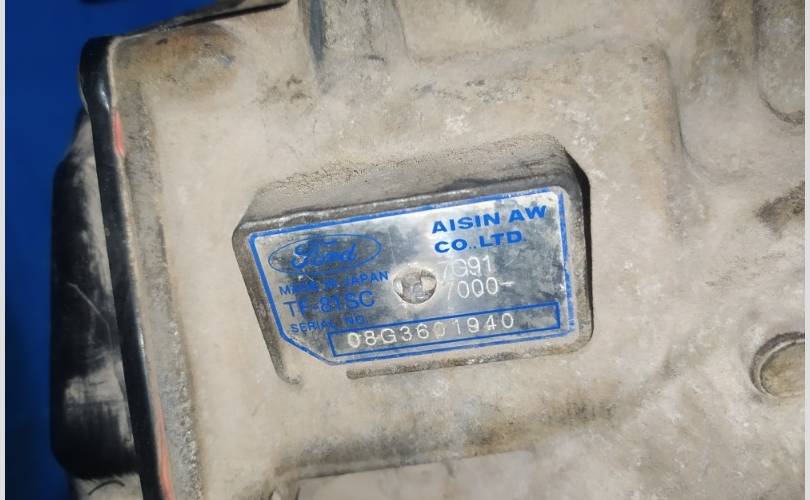 Ford
AISIN AW
CO.,LTD.
MADE IN JAPAN
7G91
TF-81SC
7000-
SERIAL NO.
08G3601940